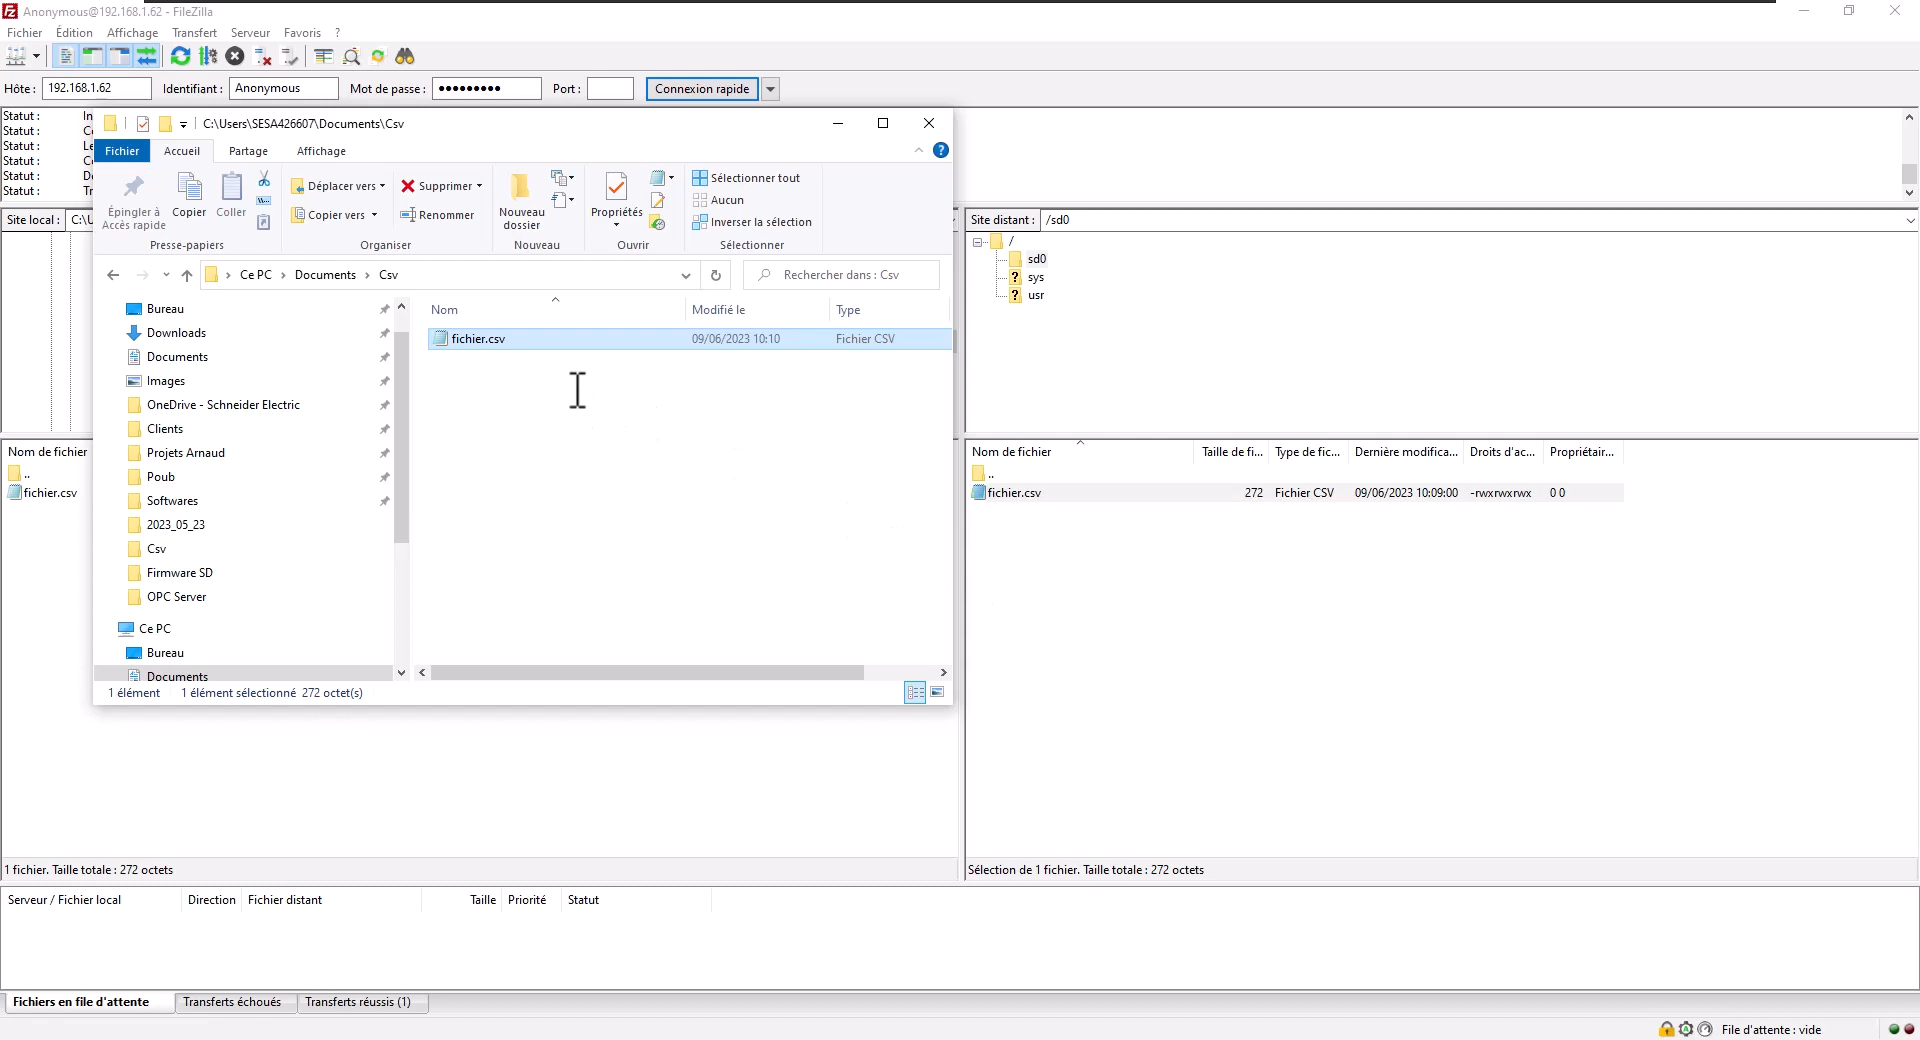 Anonymous@192.168.1.62 - FileZilla
Fichier Édition Affichage Transfert Serveur Favoris ?
Hôte : 192.168.1.62 Identifiant : Anonymous Mot de passe : ●●●●●●●●● Port : Connexion rapide
Statut : In
Statut : C
Statut : Le
Statut : C
Statut : D
Statut : Tr
C:\Users\SESA426607\Documents\Csv
Fichier Accueil Partage Affichage
Épingler à Accès rapide
Copier
Coller
Déplacer vers
Copier vers
Supprimer
Renommer
Nouveau dossier
Propriétés
Sélectionner tout
Aucun
Inverser la sélection
Presse-papiers Organiser Nouveau Ouvrir Sélectionner
Site local : C:\U
Ce PC > Documents > Csv
Rechercher dans : Csv
Bureau
Downloads
Documents
Images
OneDrive - Schneider Electric
Clients
Projets Arnaud
Poub
Softwares
2023_05_23
Csv
Firmware SD
OPC Server
Ce PC
Bureau
Documents
Nom Modifié le Type
fichier.csv 09/06/2023 10:10 Fichier CSV
1 élément 1 élément sélectionné 272 octet(s)
Nom de fichier
..
fichier.csv
1 fichier. Taille totale : 272 octets
Site distant : /sd0
/
sd0
? sys
? usr
Nom de fichier Taille de fi... Type de fic... Dernière modifica... Droits d'ac... Propriétair...
..
fichier.csv 272 Fichier CSV 09/06/2023 10:09:00 -rwxrwxrwx 0 0
Sélection de 1 fichier. Taille totale : 272 octets
Serveur / Fichier local Direction Fichier distant Taille Priorité Statut
Fichiers en file d'attente Transferts échoués Transferts réussis (1)
File d'attente : vide